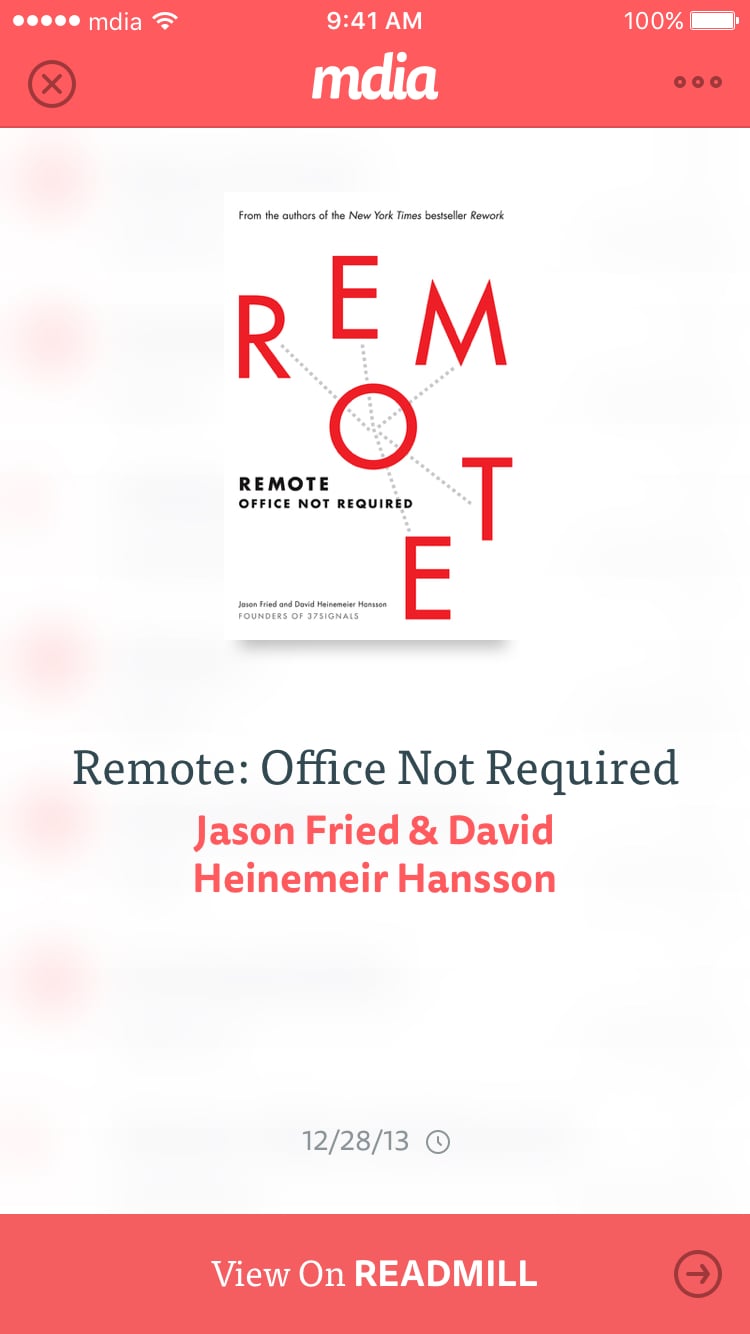 mdia 9:41 AM 100%
mdia
From the authors of the New York Times bestseller Rework
R E M
O
T
E
REMOTE
OFFICE NOT REQUIRED
Jason Fried and David Heinemeier Hansson
FOUNDERS OF 37SIGNALS
Remote: Office Not Required
Jason Fried & David
Heinemeir Hansson
12/28/13
View On READMILL